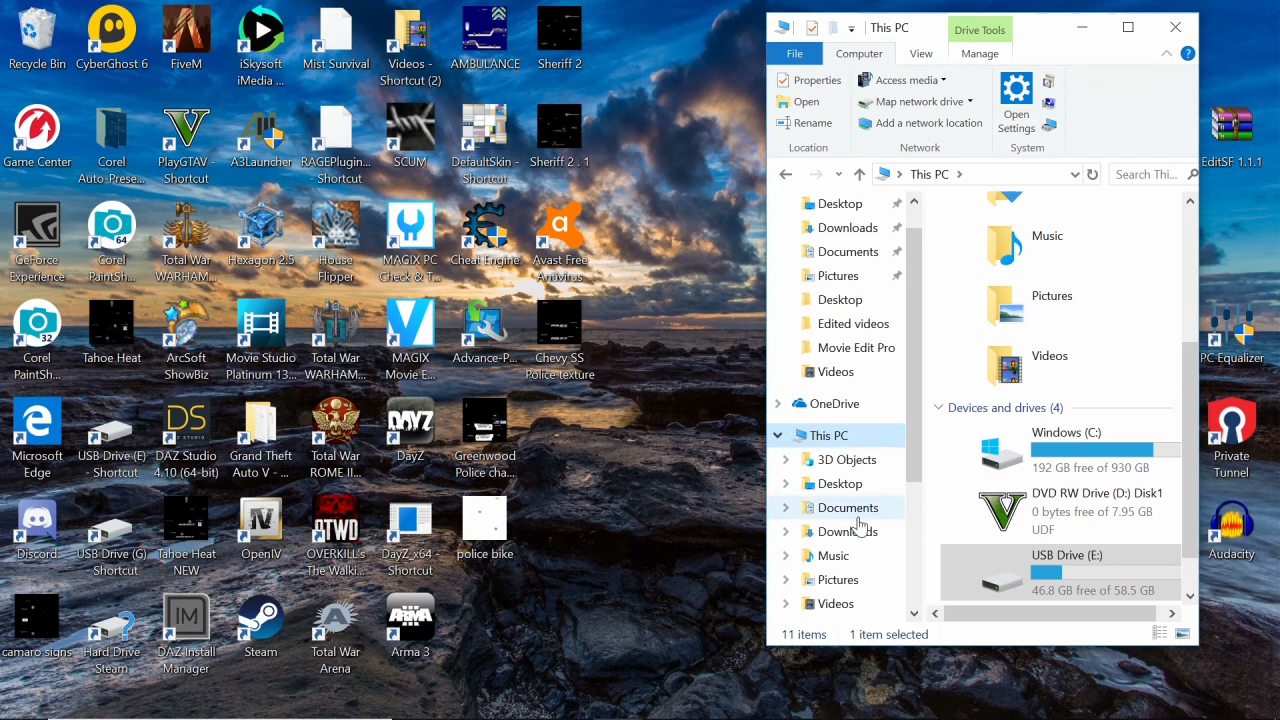 Recycle Bin
CyberGhost 6
FiveM
iSkysoft
iMedia ...
Mist Survival
Videos -
Shortcut (2)
AMBULANCE
Sheriff 2
Game Center
Corel
Auto-Prese...
PlayGTAV -
Shortcut
A3Launcher
RAGEPlugin...
- Shortcut
SCUM
DefaultSkin -
Shortcut
Sheriff 2 . 1
GeForce
Experience
64
Corel
PaintSh...
Total War
WARHAM...
Hexagon 2.5
House
Flipper
MAGIX PC
Check & T...
Cheat Engine
Avast Free
Antivirus
32
Corel
PaintSh...
Tahoe Heat
ArcSoft
ShowBiz
Movie Studio
Platinum 13...
Total War
WARHAM...
MAGIX
Movie E...
Advance-P...
Chevy SS
Police texture
Microsoft
Edge
USB Drive (E)
- Shortcut
DS
DAZ STUDIO
DAZ Studio
4.10 (64-bit)
Grand Theft
Auto V - ...
Total War
ROME II...
DAYZ
DayZ
Greenwood
Police cha...
Discord
USB Drive (G)
- Shortcut
Tahoe Heat
NEW
IV
OpenIV
OTWD
OVERKILL's
The Walki...
DayZ_x64 -
Shortcut
police bike
camaro signs
Hard Drive
Steam
IM
DAZ Install
Manager
Steam
Total War
Arena
ARMA
Arma 3
This PC
Drive Tools
File
Computer
View
Manage
Properties
Open
Rename
Location
Access media
Map network drive
Add a network location
Network
Open
Settings
System
This PC
Search Thi...
Desktop
Downloads
Documents
Pictures
Desktop
Edited videos
Movie Edit Pro
Videos
OneDrive
This PC
3D Objects
Desktop
Documents
Downloads
Music
Pictures
Videos
Music
Pictures
Videos
Devices and drives (4)
Windows (C:)
192 GB free of 930 GB
DVD RW Drive (D:) Disk1
0 bytes free of 7.95 GB
UDF
USB Drive (E:)
46.8 GB free of 58.5 GB
11 items
1 item selected
EditSF 1.1.1
PC Equalizer
Private
Tunnel
Audacity